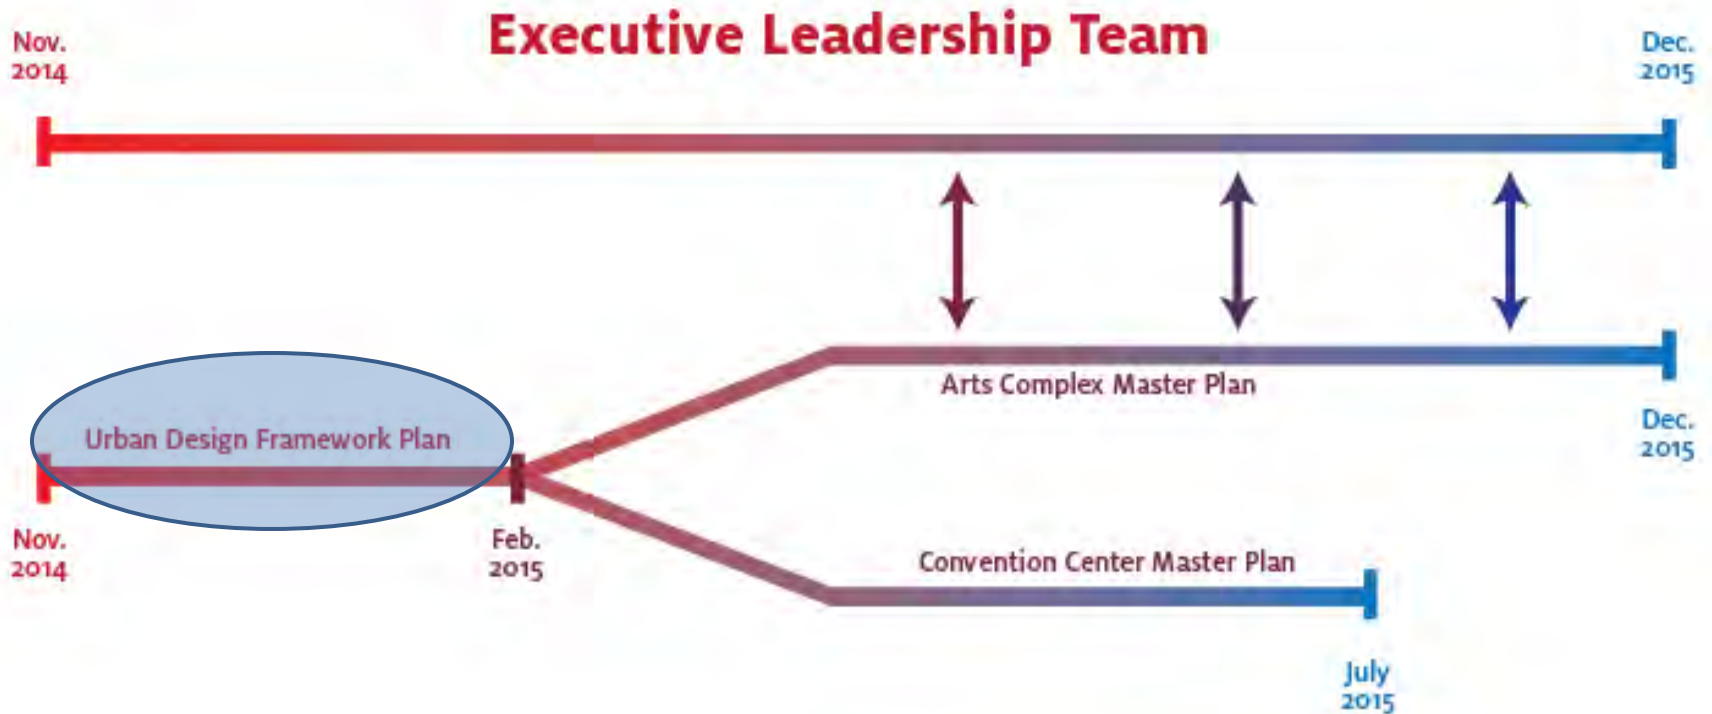 Executive Leadership Team
Nov.
2014
Dec.
2015
Arts Complex Master Plan
Urban Design Framework Plan
Dec.
2015
Nov.
2014
Feb.
2015
Convention Center Master Plan
July
2015